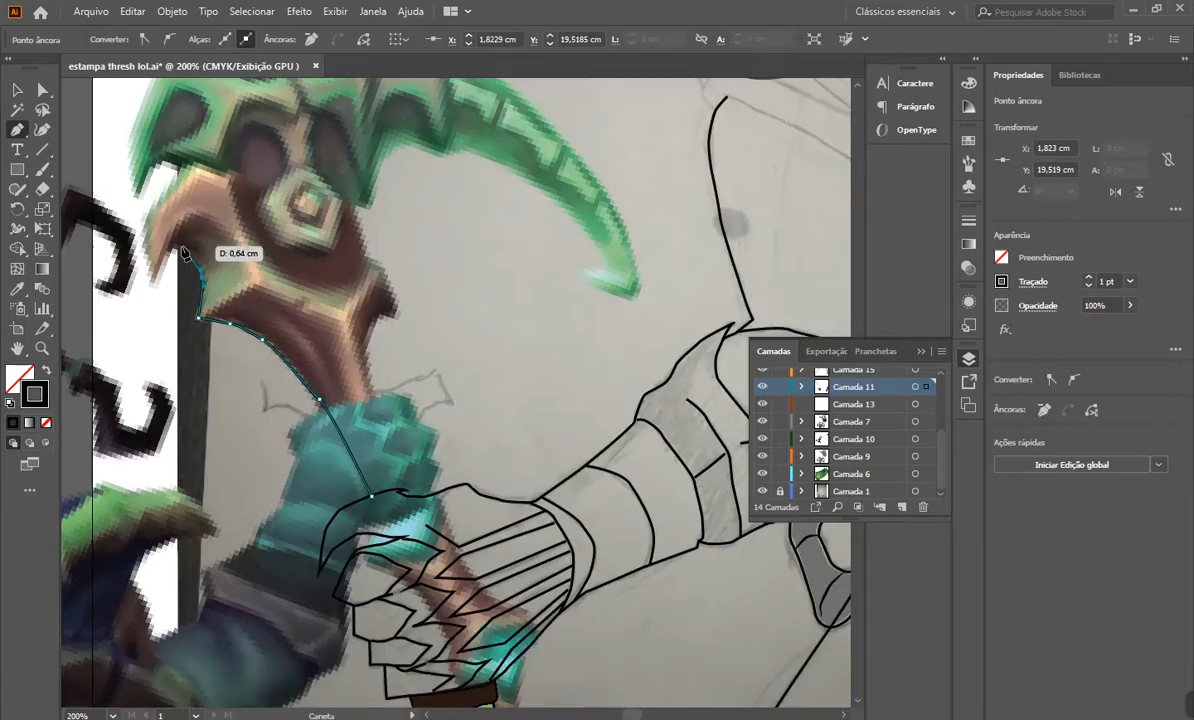 Ai Arquivo Editar Objeto Tipo Selecionar Efeito Exibir Janela Ajuda Clássicos essenciais Pesquisar Adobe Stock
Ponto âncora Converter: Alças: Âncoras: X: 1,8229 cm Y: 19,5185 cm L: A:
estampa thresh lol.ai* @ 200% (CMYK/Exibição GPU ) ×
A Caractere
Parágrafo
OpenType
Propriedades Bibliotecas
Ponto âncora
Transformar
X: 1,823 cm L:
Y: 19,519 cm A:
Aparência
Preenchimento
Traçado 1 pt
Opacidade 100%
fx.
Converter:
Âncoras:
Ações rápidas
Iniciar Edição global
D: 0,64 cm
Camadas Exportação Pranchetas
Camada 15
Camada 11
Camada 13
Camada 7
Camada 10
Camada 9
Camada 6
Camada 1
14 Camadas
200% 1 Caneta